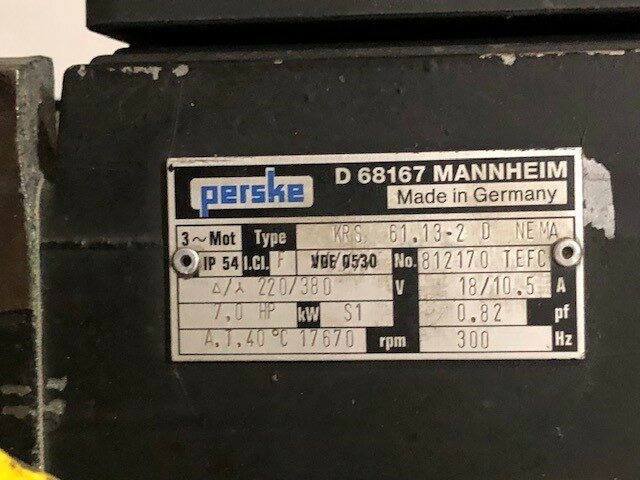 perske D 68167 MANNHEIM
Made in Germany
3~Mot Type KRS. 61.13-2 D NEMA
IP 54 I.Cl. F VDE 0530 No. 812170 TEFC
△/⅄ 220/380 V 18/10.5 A
7,0 HP kW S1 0.82 pf
A.T.40°C 17670 rpm 300 Hz